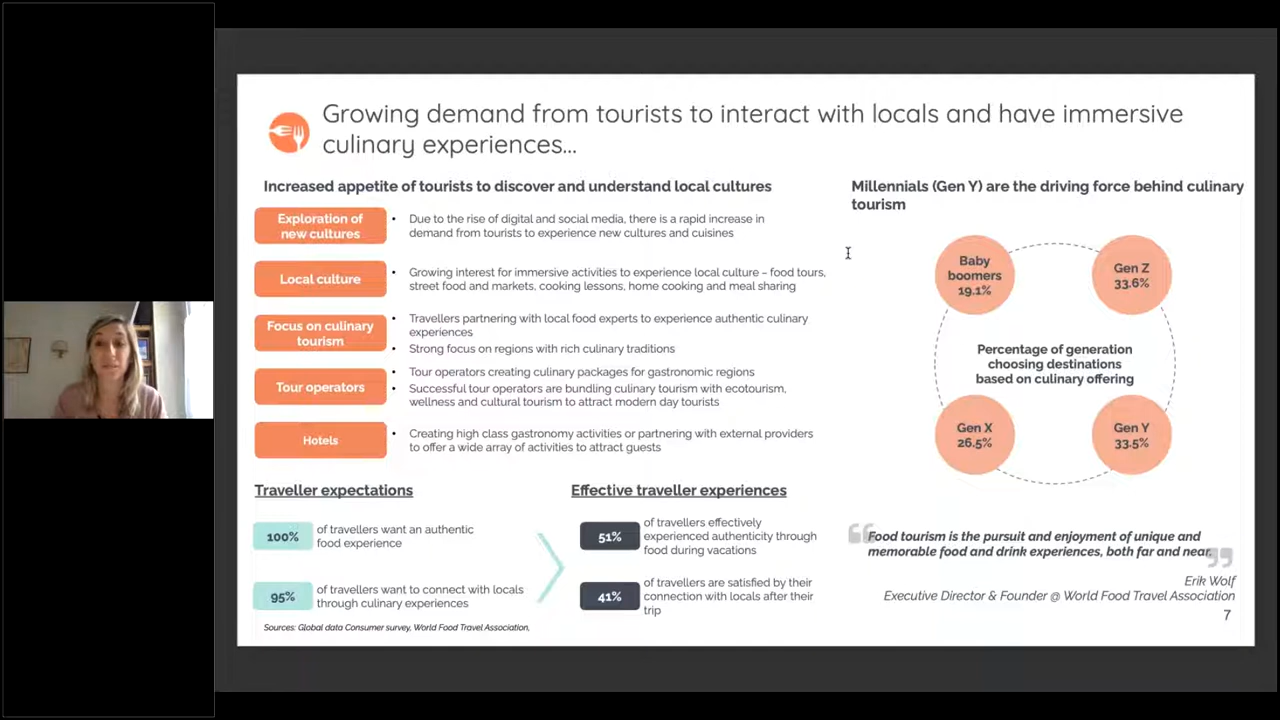 Growing demand from tourists to interact with locals and have immersive
culinary experiences...
Increased appetite of tourists to discover and understand local cultures
Exploration of
new cultures
• Due to the rise of digital and social media, there is a rapid increase in
demand from tourists to experience new cultures and cuisines
Local culture
• Growing interest for immersive activities to experience local culture – food tours,
street food and markets, cooking lessons, home cooking and meal sharing
Focus on culinary
tourism
• Travellers partnering with local food experts to experience authentic culinary
experiences
• Strong focus on regions with rich culinary traditions
Tour operators
• Tour operators creating culinary packages for gastronomic regions
• Successful tour operators are bundling culinary tourism with ecotourism,
wellness and cultural tourism to attract modern day tourists
Hotels
• Creating high class gastronomy activities or partnering with external providers
to offer a wide array of activities to attract guests
Millennials (Gen Y) are the driving force behind culinary
tourism
Baby
boomers
19.1%
Gen Z
33.6%
Percentage of generation
choosing destinations
based on culinary offering
Gen X
26.5%
Gen Y
33.5%
Traveller expectations
100%
of travellers want an authentic
food experience
95%
of travellers want to connect with locals
through culinary experiences
Effective traveller experiences
51%
of travellers effectively
experienced authenticity through
food during vacations
41%
of travellers are satisfied by their
connection with locals after their
trip
Sources: Global data Consumer survey, World Food Travel Association,
“Food tourism is the pursuit and enjoyment of unique and
memorable food and drink experiences, both far and near.”
Erik Wolf
Executive Director & Founder @ World Food Travel Association
7